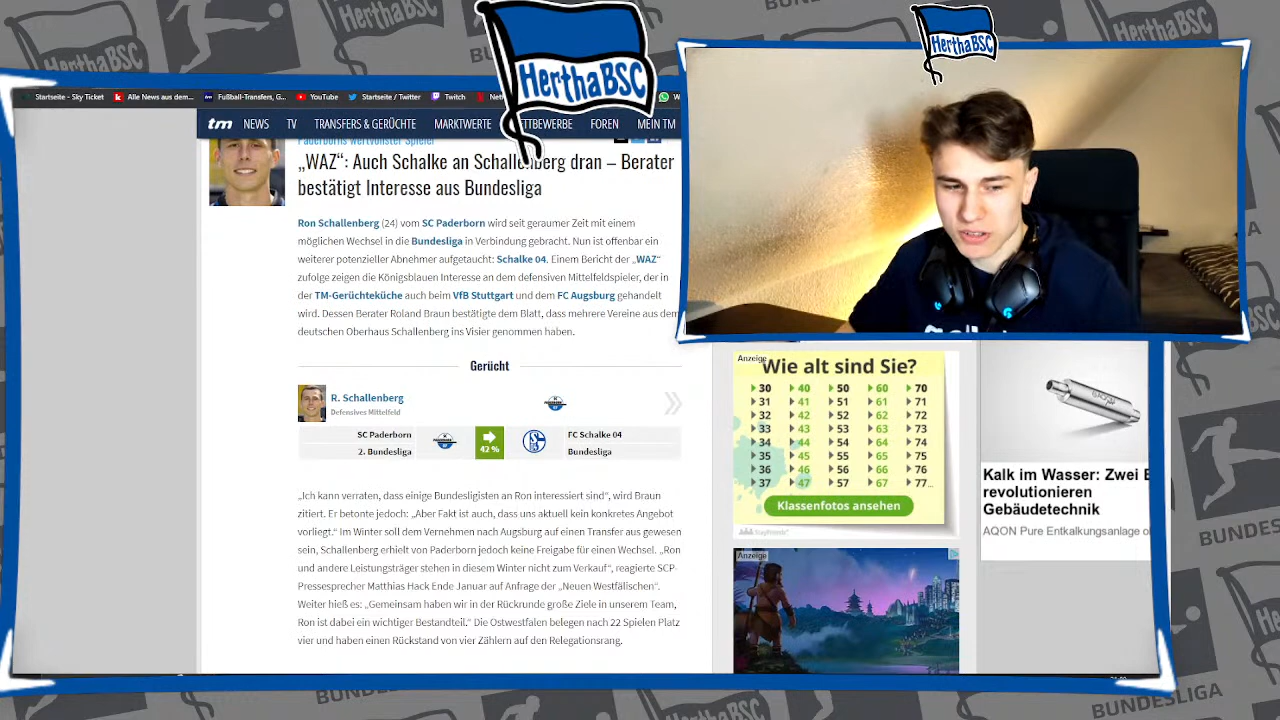 Hertha BSC
Hertha BSC
Startseite - Sky Ticket
Alle News aus dem...
Fußball-Transfers, G...
YouTube
Startseite / Twitter
Twitch
tm NEWS TV TRANSFERS & GERÜCHTE MARKTWERTE FOREN MEIN TM
Paderborns wertvollster Spieler
„WAZ“: Auch Schalke an Schallenberg dran – Berater
bestätigt Interesse aus Bundesliga
Ron Schallenberg (24) vom SC Paderborn wird seit geraumer Zeit mit einem
möglichen Wechsel in die Bundesliga in Verbindung gebracht. Nun ist offenbar ein
weiterer potenzieller Abnehmer aufgetaucht: Schalke 04. Einem Bericht der „WAZ“
zufolge zeigen die Königsblauen Interesse an dem defensiven Mittelfeldspieler, der in
der TM-Gerüchteküche auch beim VfB Stuttgart und dem FC Augsburg gehandelt
wird. Dessen Berater Roland Braun bestätigte dem Blatt, dass mehrere Vereine aus dem
deutschen Oberhaus Schallenberg ins Visier genommen haben.
Gerücht
R. Schallenberg
Defensives Mittelfeld
SC Paderborn
2. Bundesliga
42 %
FC Schalke 04
Bundesliga
„Ich kann verraten, dass einige Bundesligisten an Ron interessiert sind“, wird Braun
zitiert. Er betonte jedoch: „Aber Fakt ist auch, dass uns aktuell kein konkretes Angebot
vorliegt.“ Im Winter soll dem Vernehmen nach Augsburg auf einen Transfer aus gewesen
sein, Schallenberg erhielt von Paderborn jedoch keine Freigabe für einen Wechsel. „Ron
und andere Leistungsträger stehen in diesem Winter nicht zum Verkauf“, reagierte SCP-
Pressesprecher Matthias Hack Ende Januar auf Anfrage der „Neuen Westfälischen“.
Weiter hieß es: „Gemeinsam haben wir in der Rückrunde große Ziele in unserem Team,
Ron ist dabei ein wichtiger Bestandteil.“ Die Ostwestfalen belegen nach 22 Spielen Platz
vier und haben einen Rückstand von vier Zählern auf den Relegationsrang.
Anzeige
Wie alt sind Sie?
30 40 50 60 70
31 41 51 61 71
32 42 52 62 72
33 43 53 63 73
34 44 54 64 74
35 45 55 65 75
36 46 56 66 76
37 47 57 67 77...
Klassenfotos ansehen
StayFriends
Anzeige
Kalk im Wasser: Zwei
revolutionieren
Gebäudetechnik
AQON Pure Entkalkungsanlage
BUNDESLIGA
BUNDESLIGA